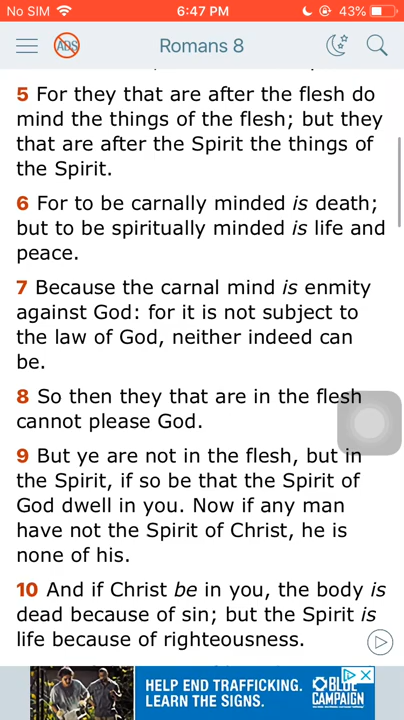 No SIM 6:47 PM 43%
ADS Romans 8
5 For they that are after the flesh do
mind the things of the flesh; but they
that are after the Spirit the things of
the Spirit.
6 For to be carnally minded is death;
but to be spiritually minded is life and
peace.
7 Because the carnal mind is enmity
against God: for it is not subject to
the law of God, neither indeed can
be.
8 So then they that are in the flesh
cannot please God.
9 But ye are not in the flesh, but in
the Spirit, if so be that the Spirit of
God dwell in you. Now if any man
have not the Spirit of Christ, he is
none of his.
10 And if Christ be in you, the body is
dead because of sin; but the Spirit is
life because of righteousness.
HELP END TRAFFICKING.
LEARN THE SIGNS.
BLUE
CAMPAIGN